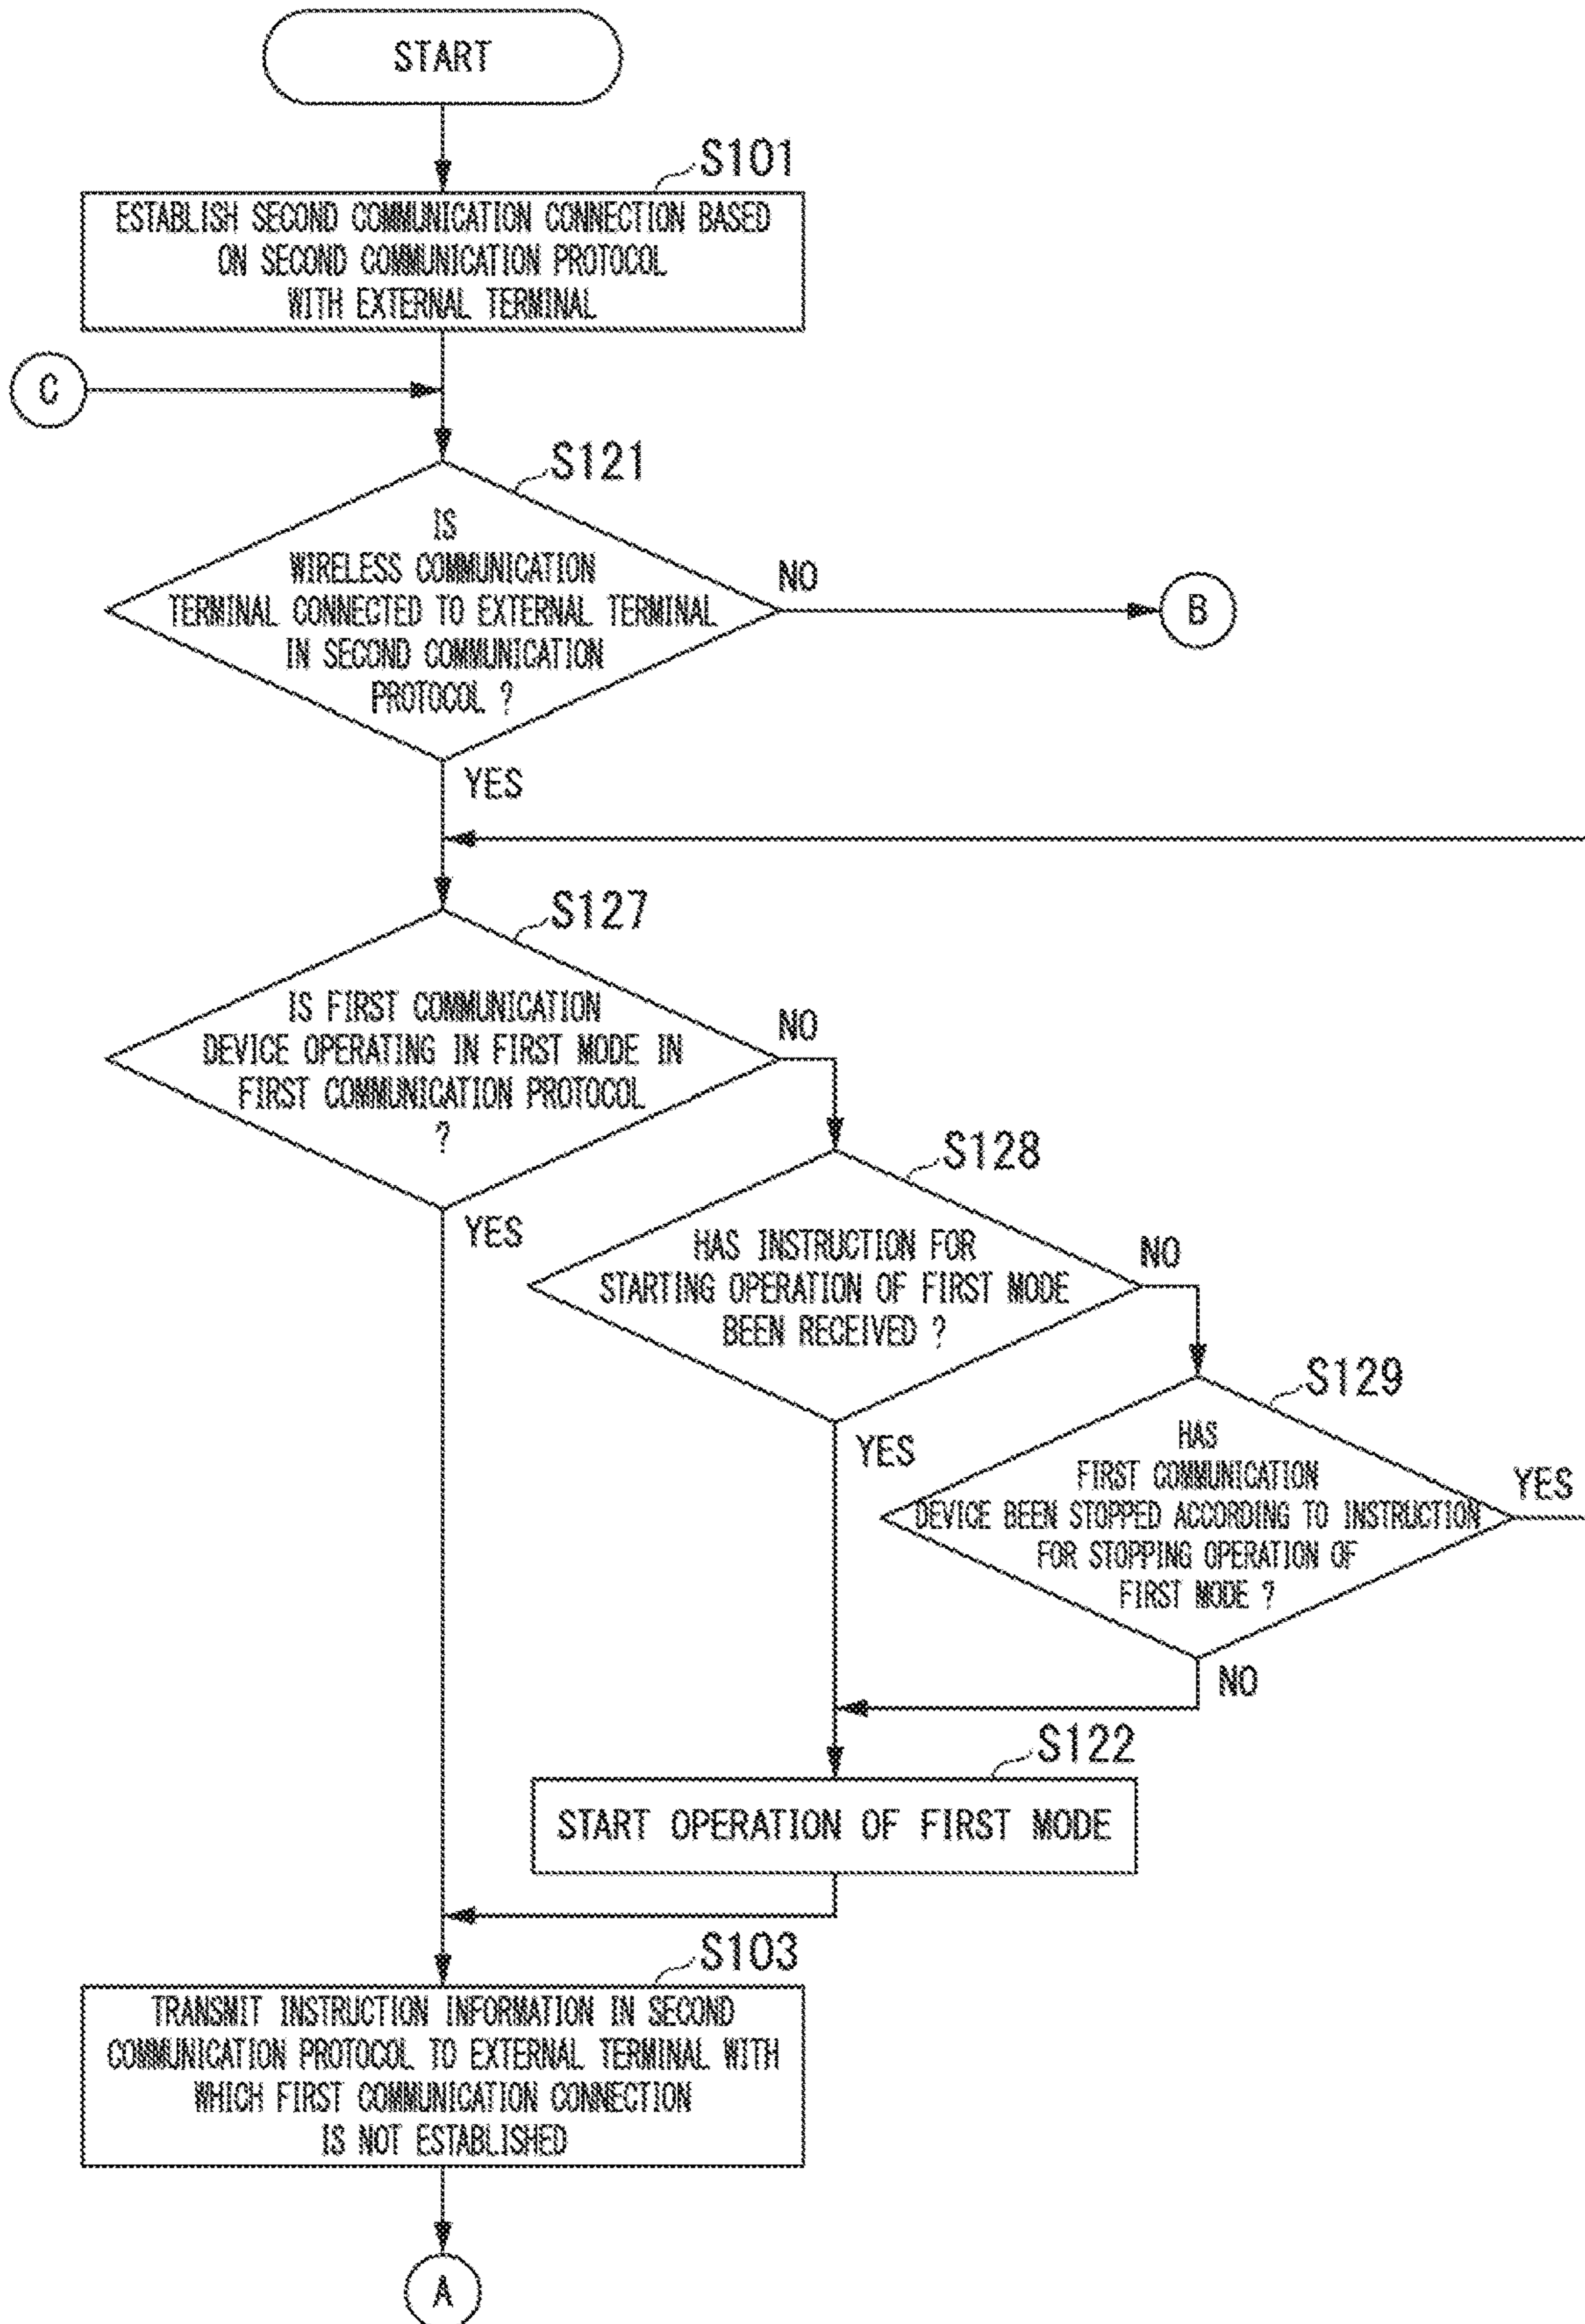 START
S101
ESTABLISH SECOND COMMUNICATION CONNECTION BASED
ON SECOND COMMUNICATION PROTOCOL
WITH EXTERNAL TERMINAL
C
S121
IS
WIRELESS COMMUNICATION
TERMINAL CONNECTED TO EXTERNAL TERMINAL
IN SECOND COMMUNICATION
PROTOCOL ?
NO
B
YES
S127
IS FIRST COMMUNICATION
DEVICE OPERATING IN FIRST MODE IN
FIRST COMMUNICATION PROTOCOL
?
NO
YES
S128
HAS INSTRUCTION FOR
STARTING OPERATION OF FIRST MODE
BEEN RECEIVED ?
NO
YES
S129
HAS
FIRST COMMUNICATION
DEVICE BEEN STOPPED ACCORDING TO INSTRUCTION
FOR STOPPING OPERATION OF
FIRST MODE ?
YES
NO
S122
START OPERATION OF FIRST MODE
S103
TRANSMIT INSTRUCTION INFORMATION IN SECOND
COMMUNICATION PROTOCOL TO EXTERNAL TERMINAL WITH
WHICH FIRST COMMUNICATION CONNECTION
IS NOT ESTABLISHED
A